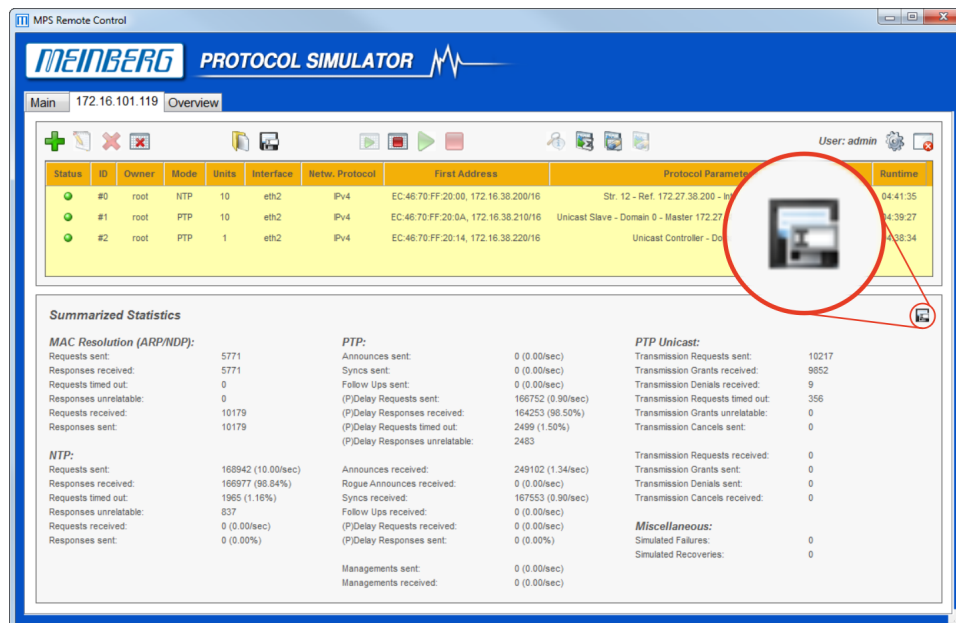 MPS Remote Control
MEINBERG PROTOCOL SIMULATOR
Main 172.16.101.119 Overview
User: admin
Status ID Owner Mode Units Interface Netw. Protocol First Address Protocol Paramete Runtime
#0 root NTP 10 eth2 IPv4 EC:46:70:FF:20:00, 172.16.38.200/16 Str. 12 - Ref. 172.27.38.200 - 04:41:35
#1 root PTP 10 eth2 IPv4 EC:46:70:FF:20:0A, 172.16.38.210/16 Unicast Slave - Domain 0 - Master 172.27 04:39:27
#2 root PTP 1 eth2 IPv4 EC:46:70:FF:20:14, 172.16.38.220/16 Unicast Controller - 38:34
Summarized Statistics
MAC Resolution (ARP/NDP):
Requests sent: 5771
Responses received: 5771
Requests timed out: 0
Responses unrelatable: 0
Requests received: 10179
Responses sent: 10179
NTP:
Requests sent: 168942 (10.00/sec)
Responses received: 166977 (98.84%)
Requests timed out: 1965 (1.16%)
Responses unrelatable: 837
Requests received: 0 (0.00/sec)
Responses sent: 0 (0.00%)
PTP:
Announces sent: 0 (0.00/sec)
Syncs sent: 0 (0.00/sec)
Follow Ups sent: 0 (0.00/sec)
(P)Delay Requests sent: 166752 (0.90/sec)
(P)Delay Responses received: 164253 (98.50%)
(P)Delay Requests timed out: 2499 (1.50%)
(P)Delay Responses unrelatable: 2483
Announces received: 249102 (1.34/sec)
Rogue Announces received: 0 (0.00/sec)
Syncs received: 167553 (0.90/sec)
Follow Ups received: 0 (0.00/sec)
(P)Delay Requests received: 0 (0.00/sec)
(P)Delay Responses sent: 0 (0.00%)
Managements sent: 0 (0.00/sec)
Managements received: 0 (0.00/sec)
PTP Unicast:
Transmission Requests sent: 10217
Transmission Grants received: 9852
Transmission Denials received: 9
Transmission Requests timed out: 356
Transmission Grants unrelatable: 0
Transmission Cancels sent: 0
Transmission Requests received: 0
Transmission Grants sent: 0
Transmission Denials sent: 0
Transmission Cancels received: 0
Miscellaneous:
Simulated Failures: 0
Simulated Recoveries: 0